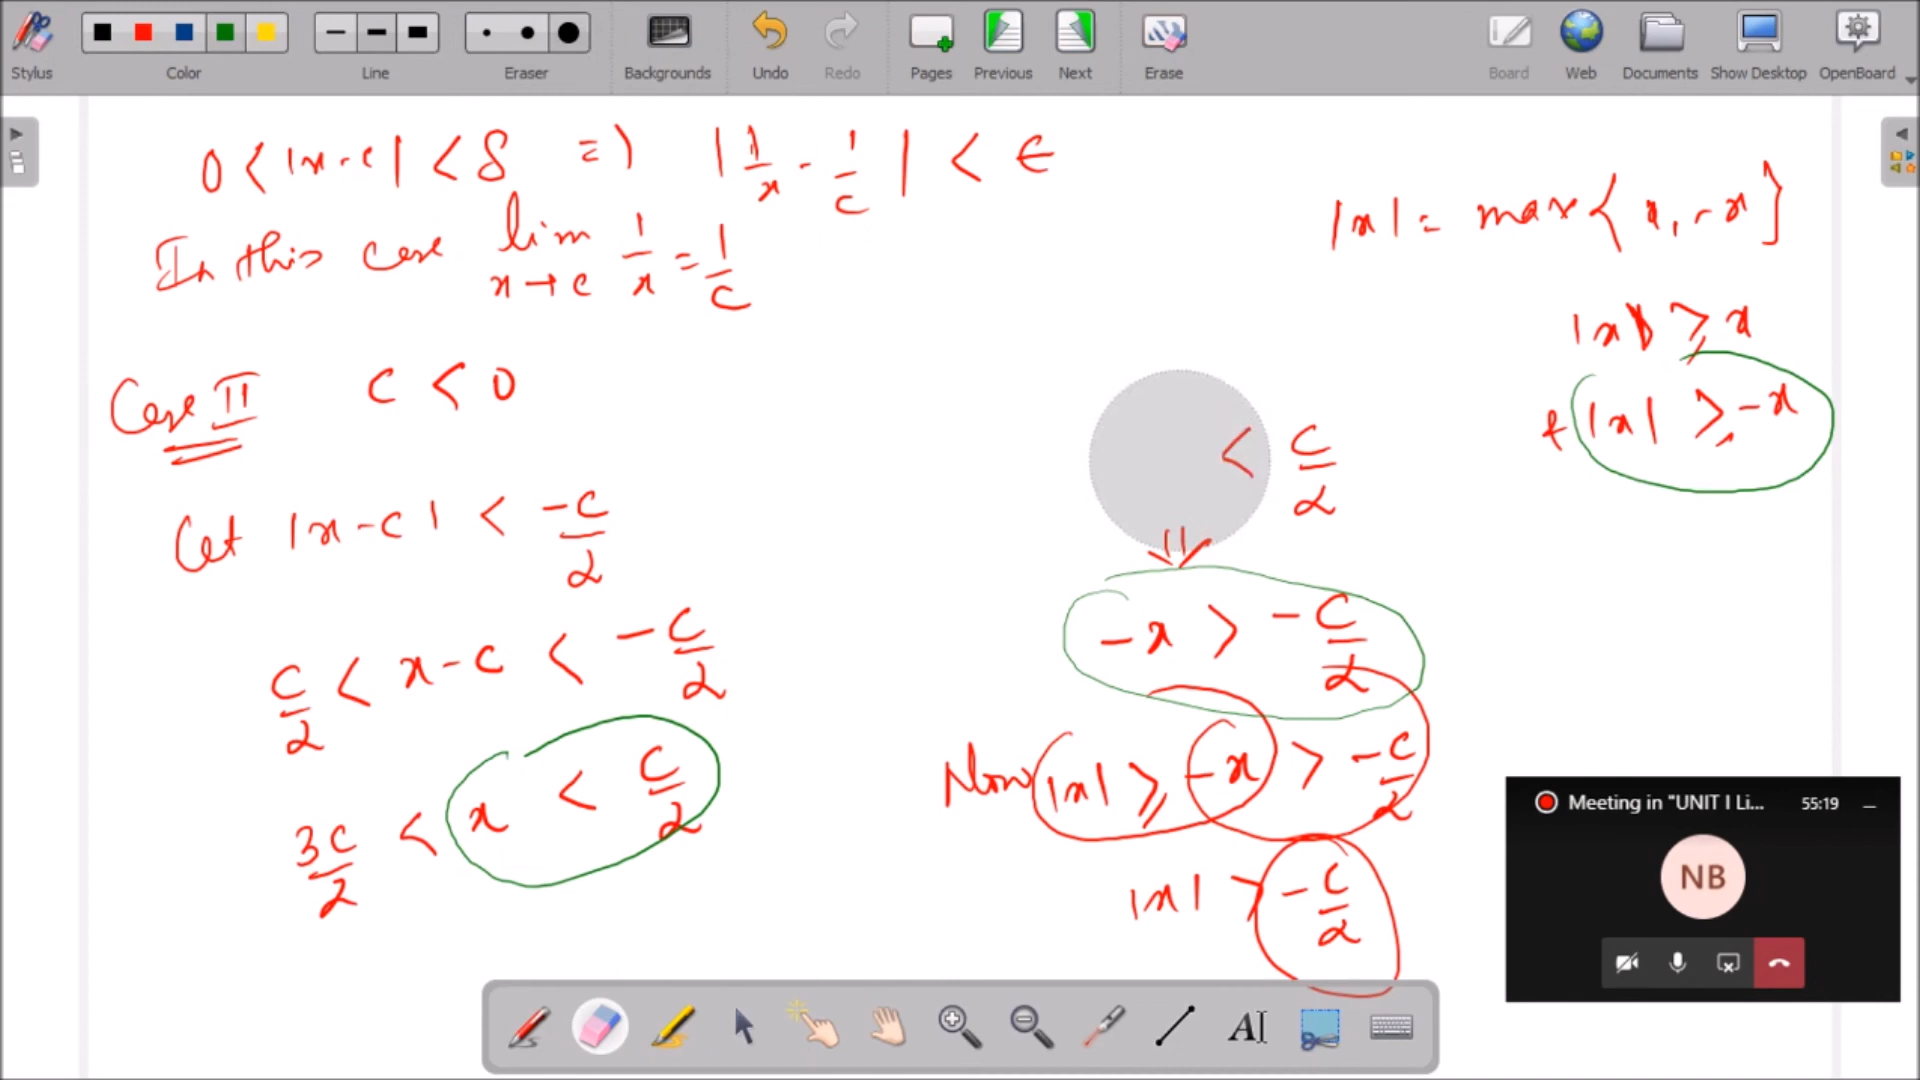 Stylus Color Line Eraser Backgrounds Undo Redo Pages Previous Next Erase Board Web Documents Show Desktop OpenBoard
0 < |x-c| < δ => |1/x - 1/c| < ϵ
In this case lim x→c 1/x = 1/c
|x| = max{x, -x}
|x| ≥ x
& |x| ≥ -x
Case II c < 0
Let |x-c| < -c/2
c/2 < x-c < -c/2
3c/2 < x < c/2
< c/2
⇓
-x > -c/2
Now |x| ≥ -x > -c/2
|x| > -c/2
Meeting in "UNIT I Li... 55:19
NB